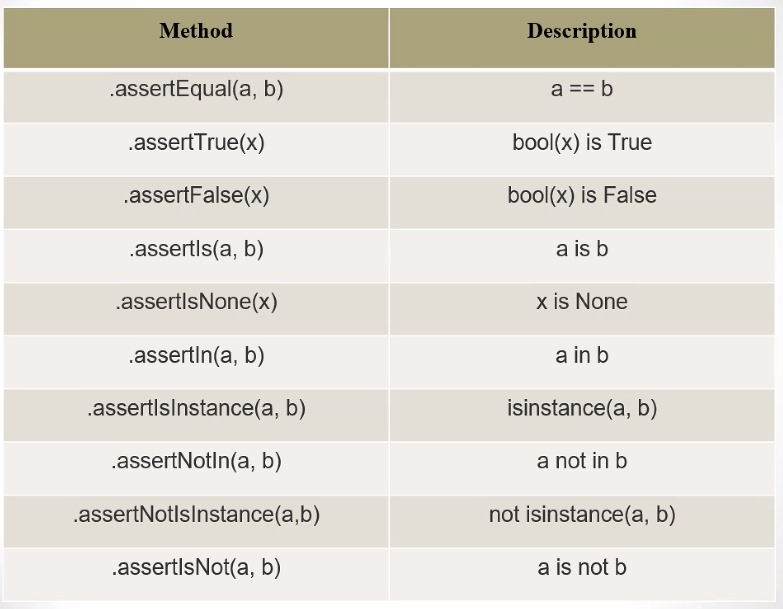 Method Description
.assertEqual(a, b) a == b
.assertTrue(x) bool(x) is True
.assertFalse(x) bool(x) is False
.assertIs(a, b) a is b
.assertIsNone(x) x is None
.assertIn(a, b) a in b
.assertIsInstance(a, b) isinstance(a, b)
.assertNotIn(a, b) a not in b
.assertNotIsInstance(a,b) not isinstance(a, b)
.assertIsNot(a, b) a is not b